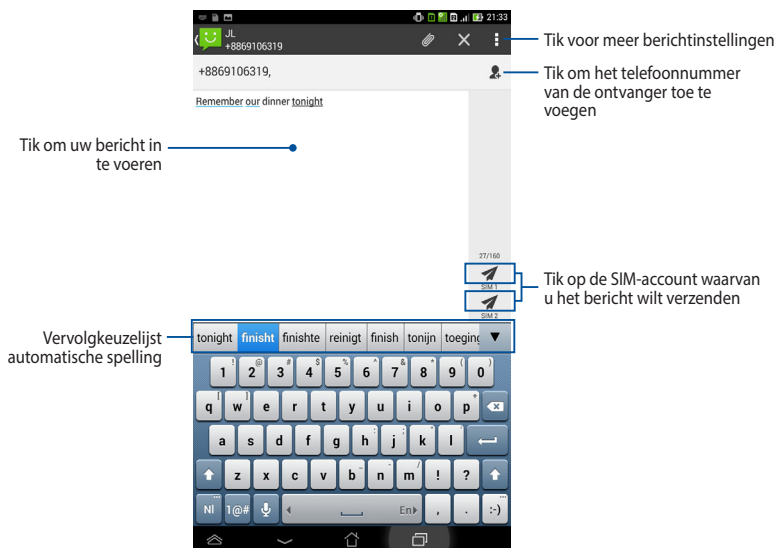 21:33
JL
+8869106319
Tik voor meer berichtinstellingen
+8869106319,
Tik om het telefoonnummer
van de ontvanger toe te
voegen
Remember our dinner tonight
Tik om uw bericht in
te voeren
27/160
SIM 1
Tik op de SIM-account waarvan
u het bericht wilt verzenden
SIM 2
Vervolgkeuzelijst
automatische spelling
tonight finisht finishte reinigt finish tonijn toeging
1 ! 2 @ 3 # 4 $ 5 % 6 ^ 7 & 8 * 9 ( 0 )
q [ w ] e r t y u i o p +
a s d f g h : j ; k " l '
z x c v b _ n - m / ! ?
Nl ... 1@# En , . :-) ...